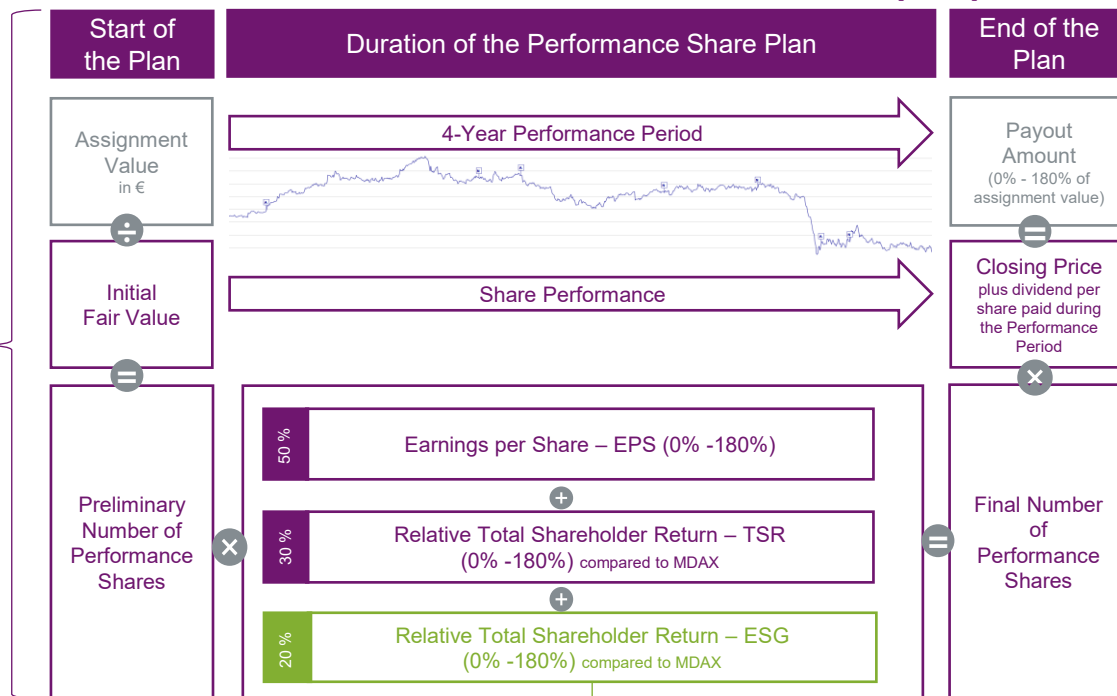 Start of
the Plan
Duration of the Performance Share Plan
End of the
Plan
Assignment
Value
in €
4-Year Performance Period
Payout
Amount
(0% - 180% of
assignment value)
÷
=
Initial
Fair Value
Share Performance
Closing Price
plus dividend per
share paid during
the Performance
Period
=
×
Preliminary
Number of
Performance
Shares
×
50 %
Earnings per Share – EPS (0% -180%)
+
30 %
Relative Total Shareholder Return – TSR
(0% -180%) compared to MDAX
+
20 %
Relative Total Shareholder Return – ESG
(0% -180%) compared to MDAX
=
Final Number
of
Performance
Shares